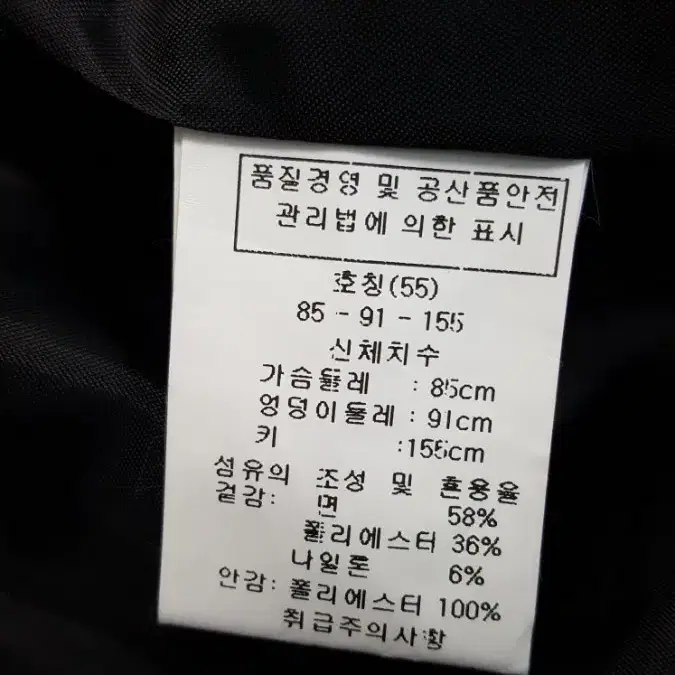 품질경영 및 공산품안전
관리법에 의한 표시
호칭(55)
85 - 91 - 155
신체치수
가슴둘레 : 85cm
엉덩이둘레 : 91cm
키 :155cm
섬유의 조성 및 혼용율
겉감: 면 58%
폴리에스터 36%
나일론 6%
안감: 폴리에스터 100%
취급주의사황